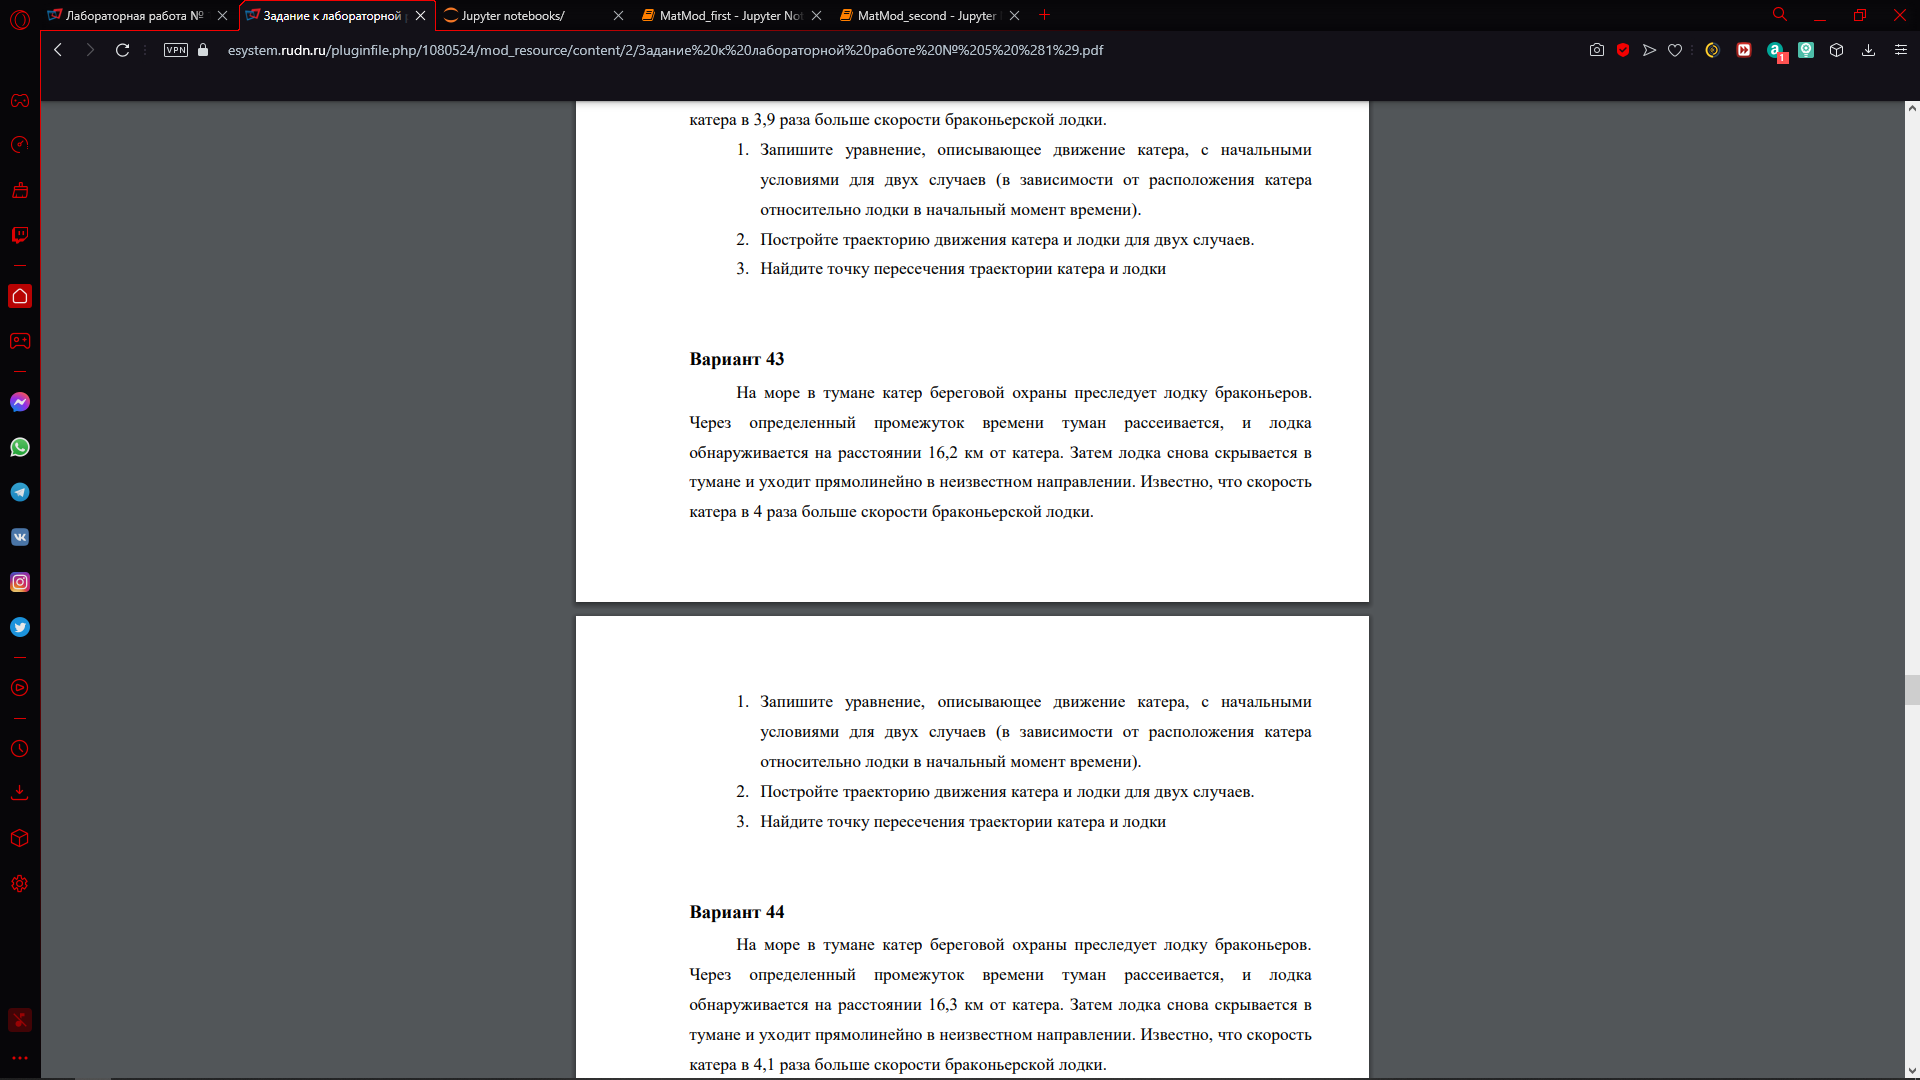 Лабораторная работа №
Задание к лабораторной
Jupyter notebooks/
MatMod_first - Jupyter No
MatMod_second - Jupyter
VPN
esystem.rudn.ru/pluginfile.php/1080524/mod_resource/content/2/Задание%20к%20лабораторной%20работе%20№%205%20%281%29.pdf
1
катера в 3,9 раза больше скорости браконьерской лодки.
1. Запишите уравнение, описывающее движение катера, с начальными
условиями для двух случаев (в зависимости от расположения катера
относительно лодки в начальный момент времени).
2. Постройте траекторию движения катера и лодки для двух случаев.
3. Найдите точку пересечения траектории катера и лодки
Вариант 43
На море в тумане катер береговой охраны преследует лодку браконьеров.
Через определенный промежуток времени туман рассеивается, и лодка
обнаруживается на расстоянии 16,2 км от катера. Затем лодка снова скрывается в
тумане и уходит прямолинейно в неизвестном направлении. Известно, что скорость
катера в 4 раза больше скорости браконьерской лодки.
1. Запишите уравнение, описывающее движение катера, с начальными
условиями для двух случаев (в зависимости от расположения катера
относительно лодки в начальный момент времени).
2. Постройте траекторию движения катера и лодки для двух случаев.
3. Найдите точку пересечения траектории катера и лодки
Вариант 44
На море в тумане катер береговой охраны преследует лодку браконьеров.
Через определенный промежуток времени туман рассеивается, и лодка
обнаруживается на расстоянии 16,3 км от катера. Затем лодка снова скрывается в
тумане и уходит прямолинейно в неизвестном направлении. Известно, что скорость
катера в 4,1 раза больше скорости браконьерской лодки.